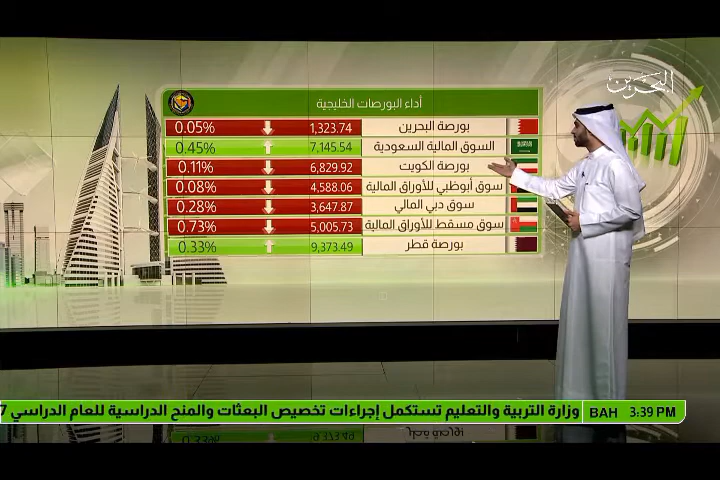 البحرين
أداء البورصات الخليجية
بورصة البحرين 1,323.74 0.05%
السوق المالية السعودية 7,145.54 0.45%
بورصة الكويت 6,829.92 0.11%
سوق أبوظبي للأوراق المالية 4,588.06 0.08%
سوق دبي المالي 3,647.87 0.28%
سوق مسقط للأوراق المالية 5,005.73 0.73%
بورصة قطر 9,373.49 0.33%
BAH 3:39 PM
وزارة التربية والتعليم تستكمل إجراءات تخصيص البعثات والمنح الدراسية للعام الدراسي